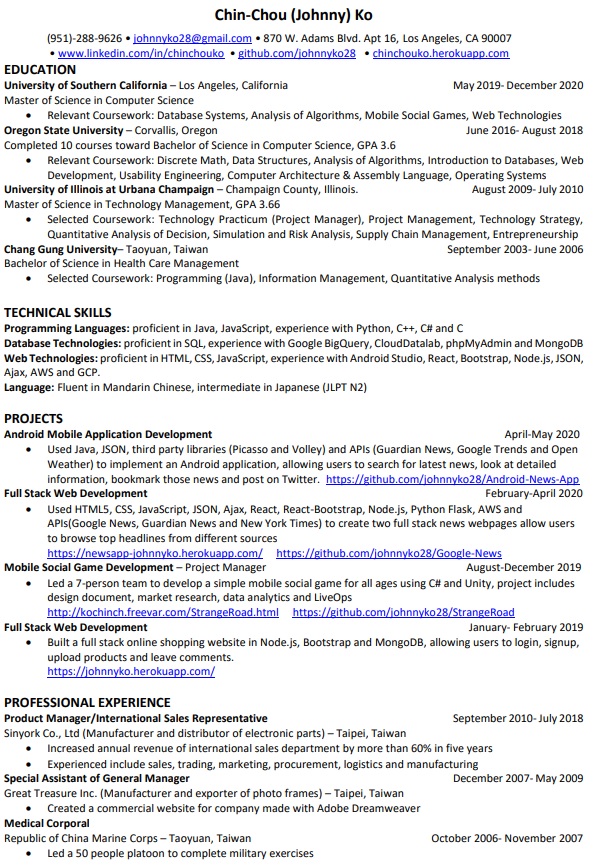 Chin-Chou (Johnny) Ko
(951)-288-9626 • johnnyko28@gmail.com • 870 W. Adams Blvd. Apt 16, Los Angeles, CA 90007
• www.linkedin.com/in/chinchouko • github.com/johnnyko28 • chinchouko.herokuapp.com
EDUCATION
University of Southern California – Los Angeles, California May 2019- December 2020
Master of Science in Computer Science
• Relevant Coursework: Database Systems, Analysis of Algorithms, Mobile Social Games, Web Technologies
Oregon State University – Corvallis, Oregon June 2016- August 2018
Completed 10 courses toward Bachelor of Science in Computer Science, GPA 3.6
• Relevant Coursework: Discrete Math, Data Structures, Analysis of Algorithms, Introduction to Databases, Web
Development, Usability Engineering, Computer Architecture & Assembly Language, Operating Systems
University of Illinois at Urbana Champaign – Champaign County, Illinois. August 2009- July 2010
Master of Science in Technology Management, GPA 3.66
• Selected Coursework: Technology Practicum (Project Manager), Project Management, Technology Strategy,
Quantitative Analysis of Decision, Simulation and Risk Analysis, Supply Chain Management, Entrepreneurship
Chang Gung University– Taoyuan, Taiwan September 2003- June 2006
Bachelor of Science in Health Care Management
• Selected Coursework: Programming (Java), Information Management, Quantitative Analysis methods
TECHNICAL SKILLS
Programming Languages: proficient in Java, JavaScript, experience with Python, C++, C# and C
Database Technologies: proficient in SQL, experience with Google BigQuery, CloudDatalab, phpMyAdmin and MongoDB
Web Technologies: proficient in HTML, CSS, JavaScript, experience with Android Studio, React, Bootstrap, Node.js, JSON,
Ajax, AWS and GCP.
Language: Fluent in Mandarin Chinese, intermediate in Japanese (JLPT N2)
PROJECTS
Android Mobile Application Development April-May 2020
• Used Java, JSON, third party libraries (Picasso and Volley) and APIs (Guardian News, Google Trends and Open
Weather) to implement an Android application, allowing users to search for latest news, look at detailed
information, bookmark those news and post on Twitter. https://github.com/johnnyko28/Android-News-App
Full Stack Web Development February-April 2020
• Used HTML5, CSS, JavaScript, JSON, Ajax, React, React-Bootstrap, Node.js, Python Flask, AWS and
APIs(Google News, Guardian News and New York Times) to create two full stack news webpages allow users
to browse top headlines from different sources
https://newsapp-johnnyko.herokuapp.com/ https://github.com/johnnyko28/Google-News
Mobile Social Game Development – Project Manager August-December 2019
• Led a 7-person team to develop a simple mobile social game for all ages using C# and Unity, project includes
design document, market research, data analytics and LiveOps
http://kochinch.freevar.com/StrangeRoad.html https://github.com/johnnyko28/StrangeRoad
Full Stack Web Development January- February 2019
• Built a full stack online shopping website in Node.js, Bootstrap and MongoDB, allowing users to login, signup,
upload products and leave comments.
https://johnnyko.herokuapp.com/
PROFESSIONAL EXPERIENCE
Product Manager/International Sales Representative September 2010- July 2018
Sinyork Co., Ltd (Manufacturer and distributor of electronic parts) – Taipei, Taiwan
• Increased annual revenue of international sales department by more than 60% in five years
• Experienced include sales, trading, marketing, procurement, logistics and manufacturing
Special Assistant of General Manager December 2007- May 2009
Great Treasure Inc. (Manufacturer and exporter of photo frames) – Taipei, Taiwan
• Created a commercial website for company made with Adobe Dreamweaver
Medical Corporal
Republic of China Marine Corps – Taoyuan, Taiwan October 2006- November 2007
• Led a 50 people platoon to complete military exercises